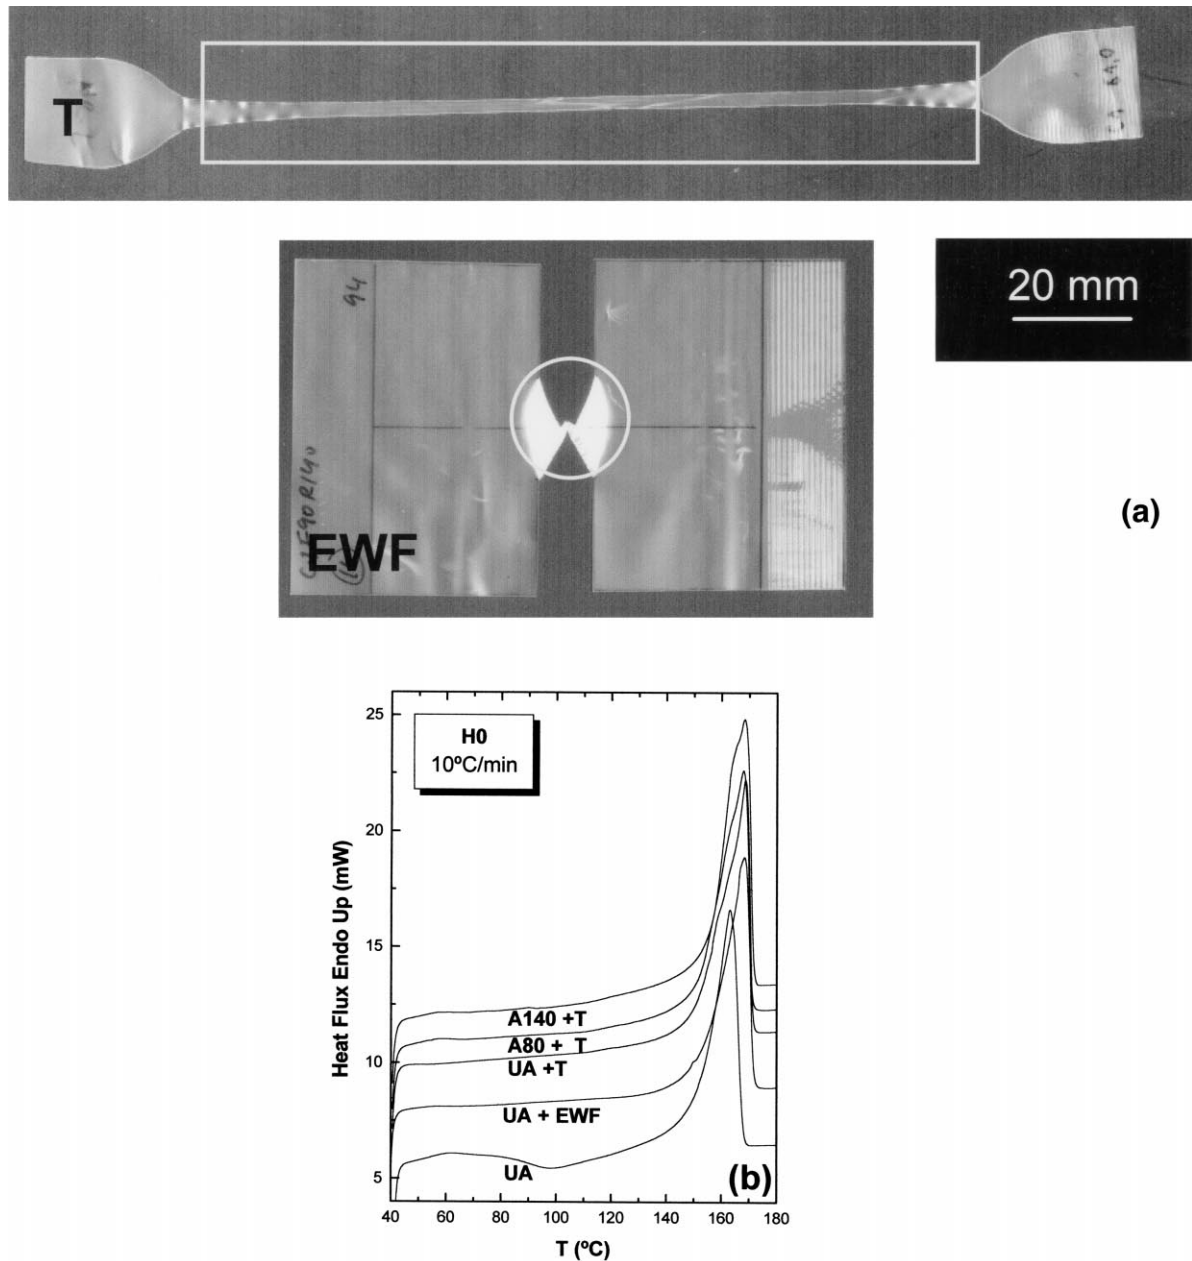 T
20 mm
94
EWF
(a)
H0
10ºC/min
25
20
15
10
5
Heat Flux Endo Up (mW)
A140 +T
A80 + T
UA +T
UA + EWF
UA
(b)
40 60 80 100 120 140 160 180
T (ºC)